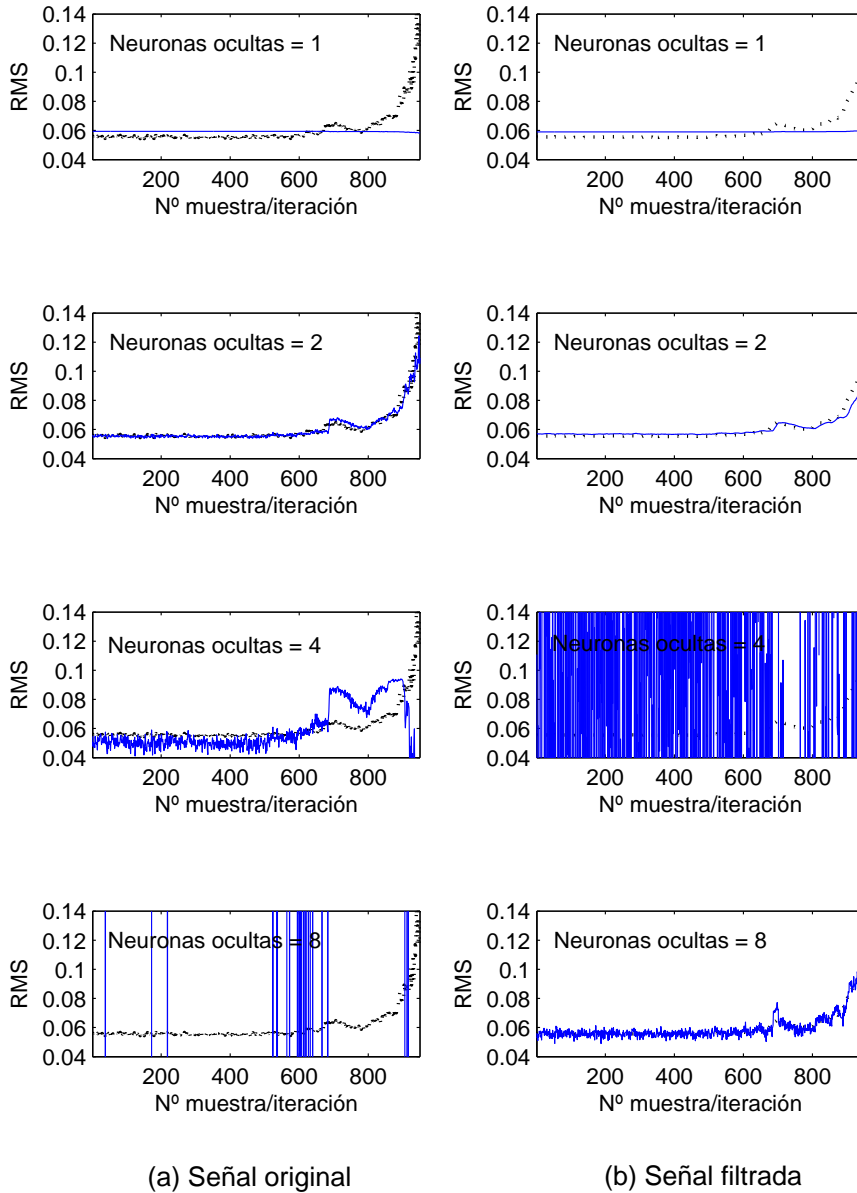 0.14
0.12
0.1
0.08
0.06
0.04
RMS
Neuronas ocultas = 1
200 400 600 800
Nº muestra/iteración
0.14
0.12
0.1
0.08
0.06
0.04
RMS
Neuronas ocultas = 1
200 400 600 800
Nº muestra/iteración
0.14
0.12
0.1
0.08
0.06
0.04
RMS
Neuronas ocultas = 2
200 400 600 800
Nº muestra/iteración
0.14
0.12
0.1
0.08
0.06
0.04
RMS
Neuronas ocultas = 2
200 400 600 800
Nº muestra/iteración
0.14
0.12
0.1
0.08
0.06
0.04
RMS
Neuronas ocultas = 4
200 400 600 800
Nº muestra/iteración
0.14
0.12
0.1
0.08
0.06
0.04
RMS
Neuronas ocultas = 4
200 400 600 800
Nº muestra/iteración
0.14
0.12
0.1
0.08
0.06
0.04
RMS
Neuronas ocultas = 8
200 400 600 800
Nº muestra/iteración
0.14
0.12
0.1
0.08
0.06
0.04
RMS
Neuronas ocultas = 8
200 400 600 800
Nº muestra/iteración
(a) Señal original
(b) Señal filtrada